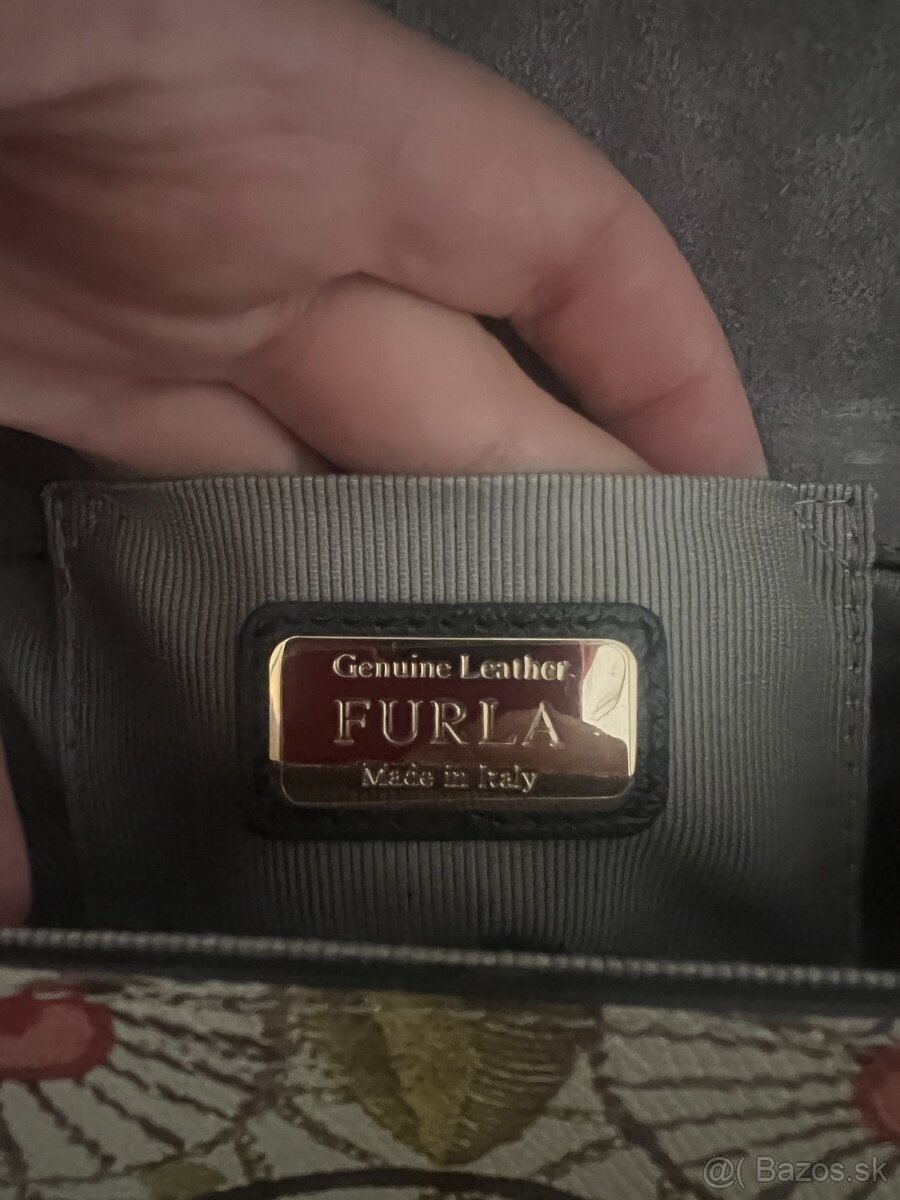 Genuine Leather
FURLA
Made in Italy
@( Bazos.sk